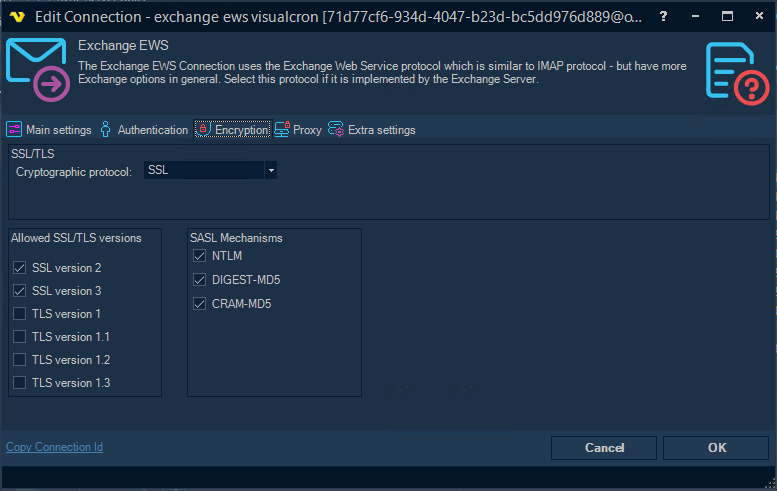 Edit Connection - exchange ews visualcron [71d77cf6-934d-4047-b23d-bc5dd976d889@o...
Exchange EWS
The Exchange EWS Connection uses the Exchange Web Service protocol which is similar to IMAP protocol - but have more
Exchange options in general. Select this protocol if it is implemented by the Exchange Server.
Main settings Authentication Encryption Proxy Extra settings
SSL/TLS
Cryptographic protocol: SSL
Allowed SSL/TLS versions
SSL version 2
SSL version 3
TLS version 1
TLS version 1.1
TLS version 1.2
TLS version 1.3
SASL Mechanisms
NTLM
DIGEST-MD5
CRAM-MD5
Copy Connection Id
Cancel OK